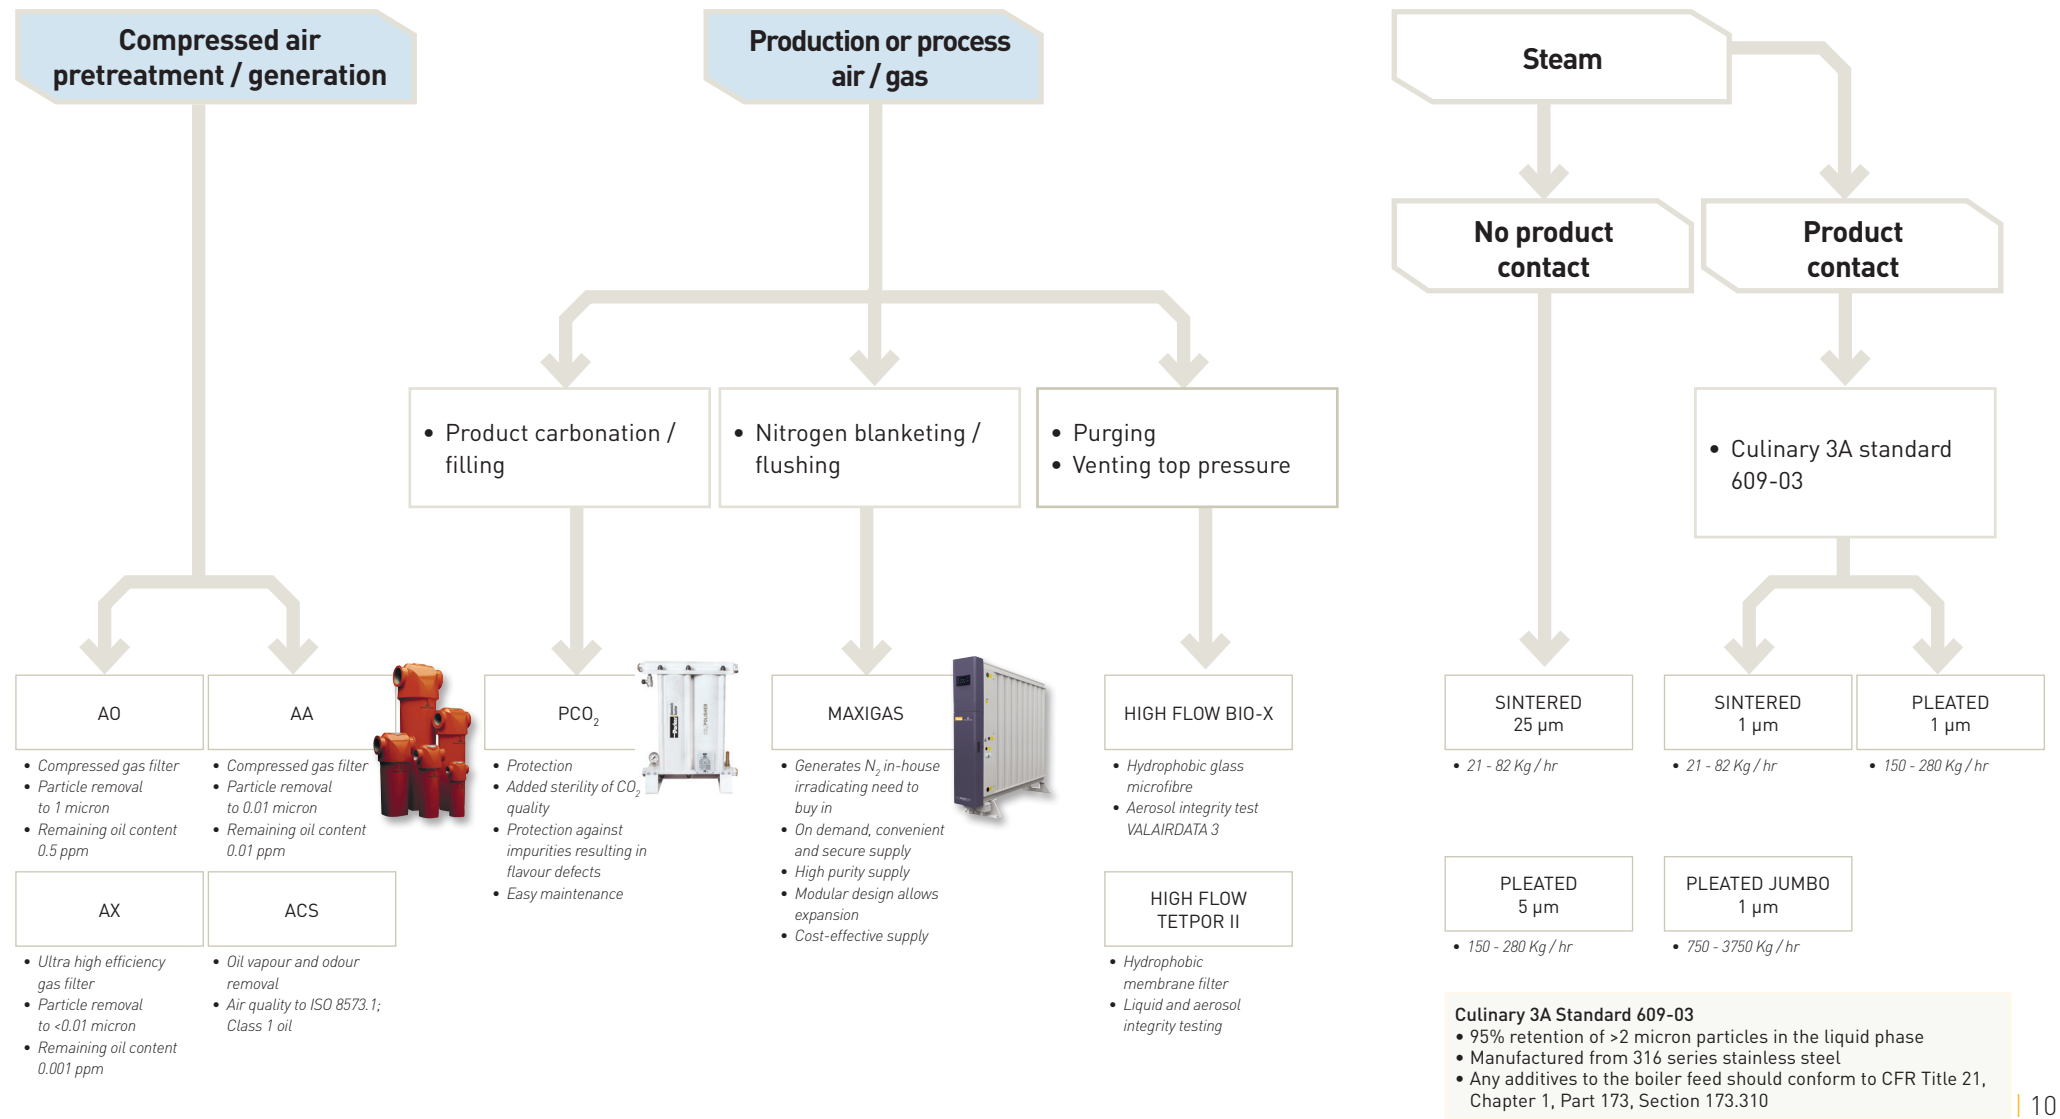 Compressed air
pretreatment / generation
Production or process
air / gas
Steam
No product
contact
Product
contact
• Product carbonation /
filling
• Nitrogen blanketing /
flushing
• Purging
• Venting top pressure
• Culinary 3A standard
609-03
AO
• Compressed gas filter
• Particle removal
to 1 micron
• Remaining oil content
0.5 ppm
AA
• Compressed gas filter
• Particle removal
to 0.01 micron
• Remaining oil content
0.01 ppm
AX
• Ultra high efficiency
gas filter
• Particle removal
to <0.01 micron
• Remaining oil content
0.001 ppm
ACS
• Oil vapour and odour
removal
• Air quality to ISO 8573.1;
Class 1 oil
PCO₂
• Protection
• Added sterility of CO₂
quality
• Protection against
impurities resulting in
flavour defects
• Easy maintenance
MAXIGAS
• Generates N₂ in-house
irradicating need to
buy in
• On demand, convenient
and secure supply
• High purity supply
• Modular design allows
expansion
• Cost-effective supply
HIGH FLOW BIO-X
• Hydrophobic glass
microfibre
• Aerosol integrity test
VALAIRDATA 3
HIGH FLOW
TETPOR II
• Hydrophobic
membrane filter
• Liquid and aerosol
integrity testing
SINTERED
25 µm
• 21 - 82 Kg / hr
SINTERED
1 µm
• 21 - 82 Kg / hr
PLEATED
1 µm
• 150 - 280 Kg / hr
PLEATED
5 µm
• 150 - 280 Kg / hr
PLEATED JUMBO
1 µm
• 750 - 3750 Kg / hr
Culinary 3A Standard 609-03
• 95% retention of >2 micron particles in the liquid phase
• Manufactured from 316 series stainless steel
• Any additives to the boiler feed should conform to CFR Title 21,
Chapter 1, Part 173, Section 173.310
10